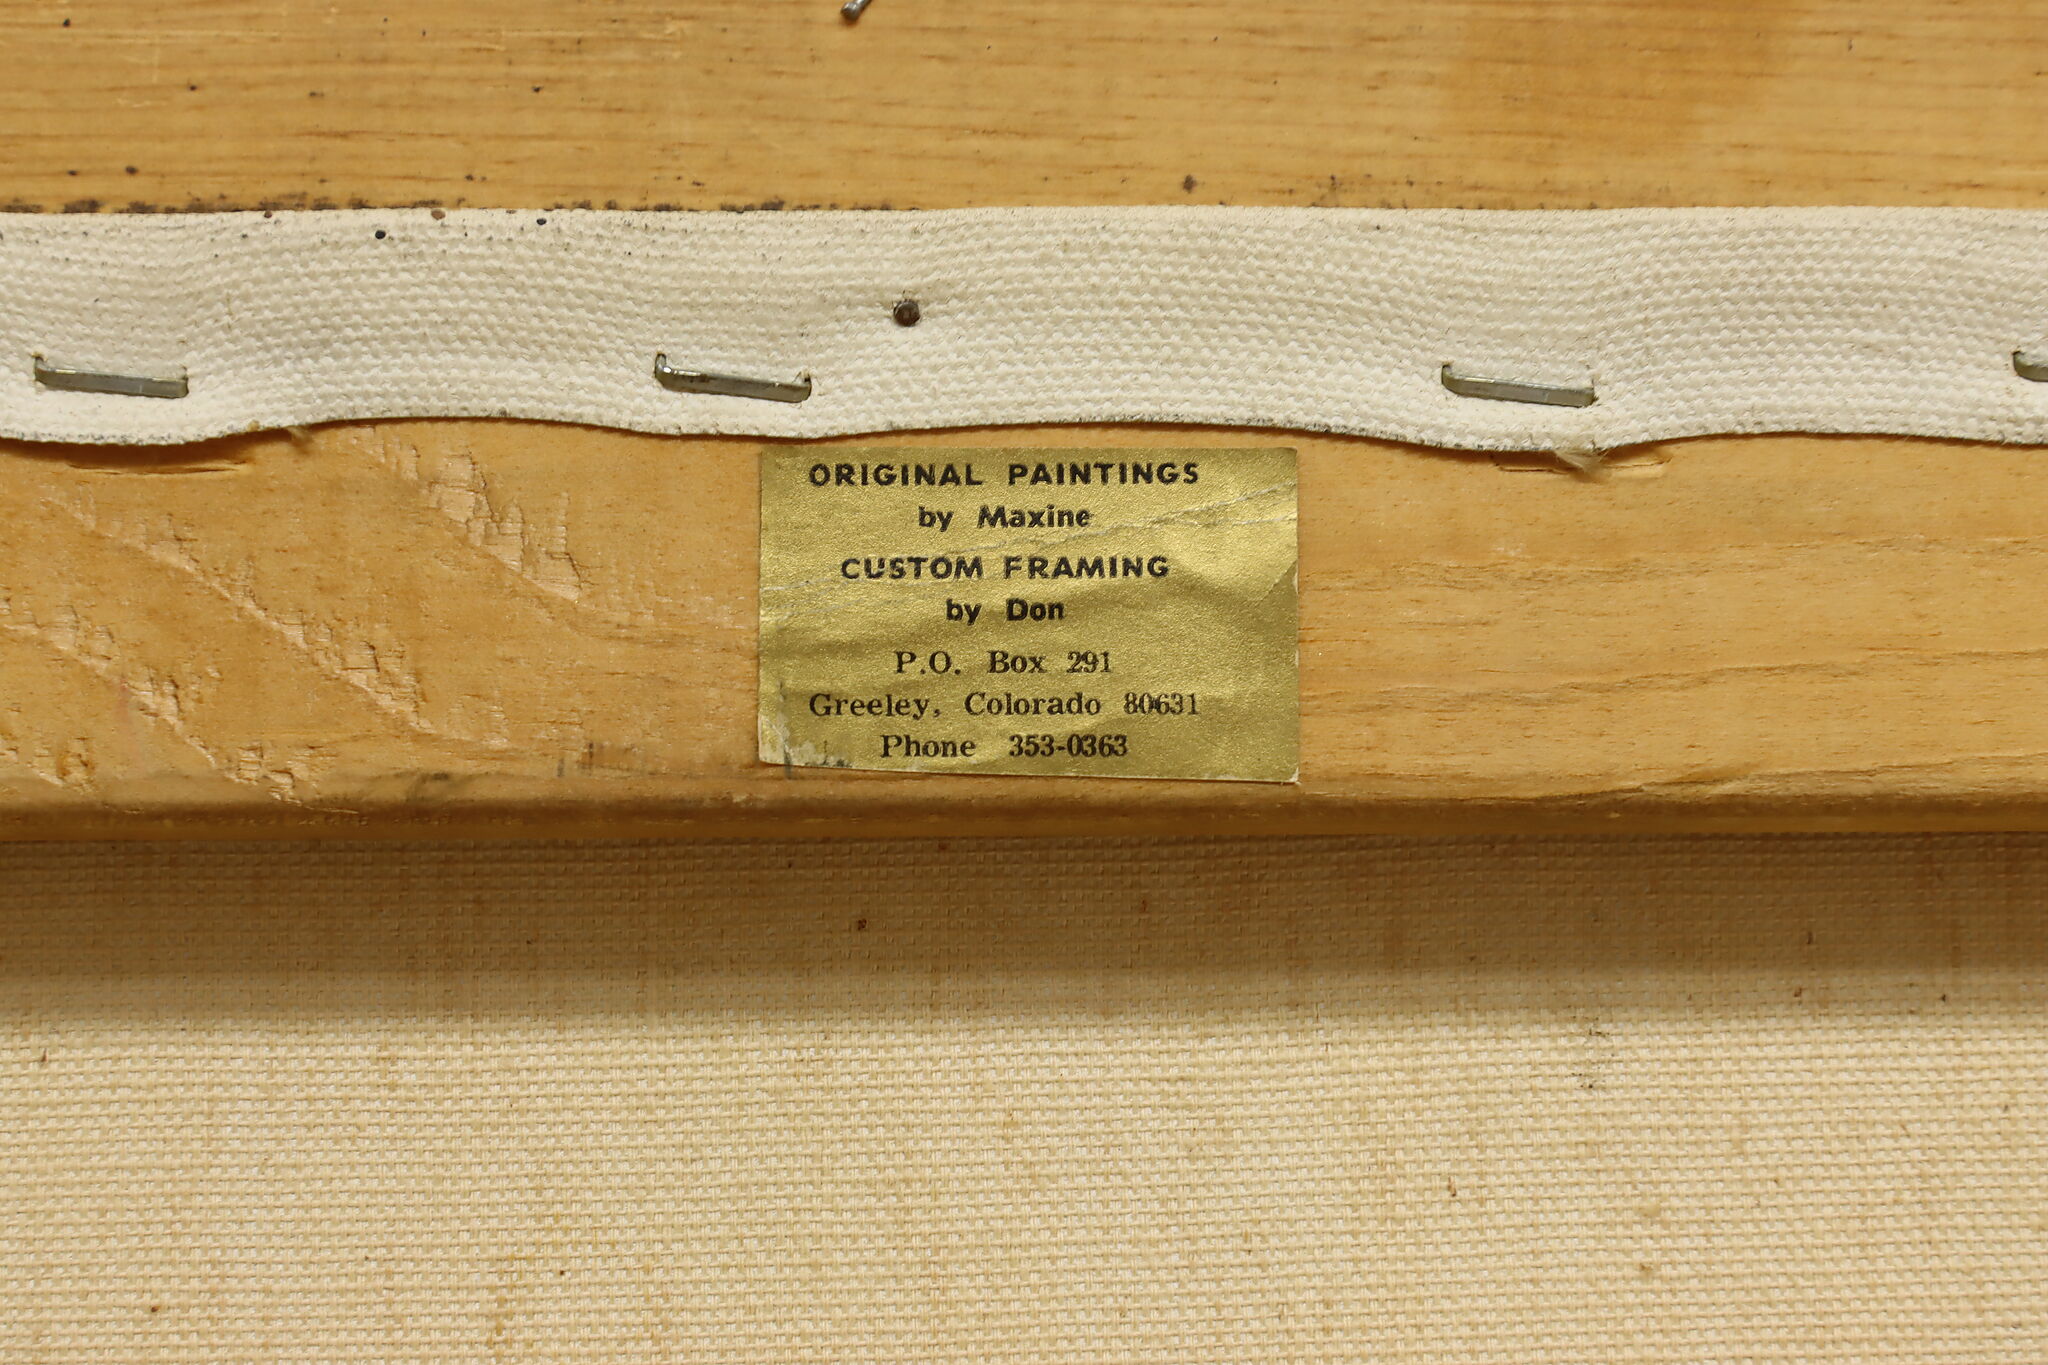 ORIGINAL PAINTINGS
by Maxine
CUSTOM FRAMING
by Don
P.O. Box 291
Greeley, Colorado 80631
Phone 353-0363